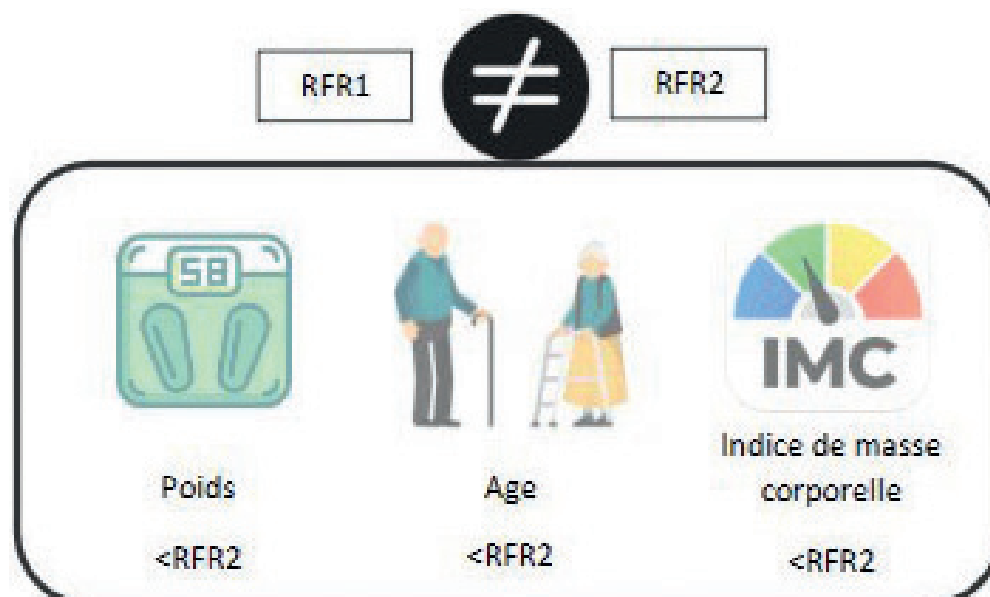 RFR1
≠
RFR2
58
IMC
Poids
Age
Indice de masse
corporelle
<RFR2
<RFR2
<RFR2